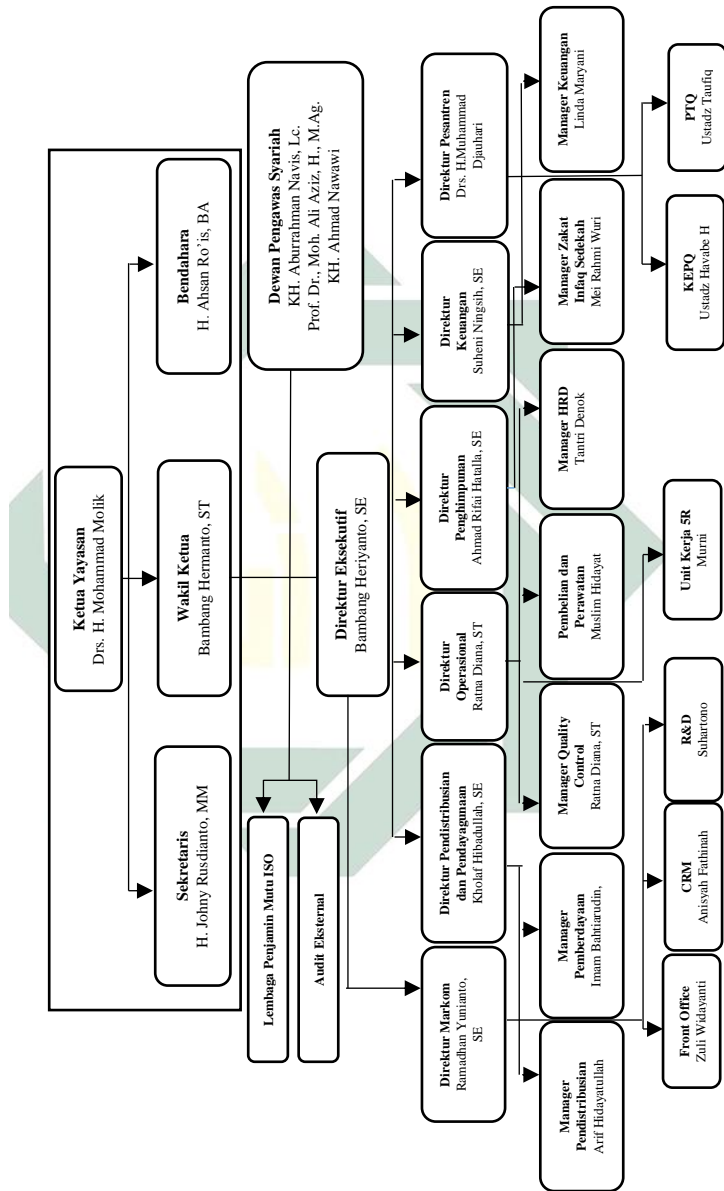 Ketua Yayasan
Drs. H. Mohammad Molik
Sekretaris
H. Johny Rusdianto, MM
Wakil Ketua
Bambang Hermanto, ST
Bendahara
H. Ahsan Ro’is, BA
Lembaga Penjamin Mutu ISO
Audit Eksternal
Dewan Pengawas Syariah
KH. Aburrahman Navis, Lc.
Prof. Dr., Moh. Ali Aziz, H., M.Ag.
KH. Ahmad Nawawi
Direktur Eksekutif
Bambang Heriyanto, SE
Direktur Markom
Ramadhan Yunianto,
SE
Direktur Pendistribusian
dan Pendayagunaan
Kholaf Hibadullah, SE
Direktur
Operasional
Ratna Diana, ST
Direktur
Penghimpunan
Ahmad Rifai Hatalla, SE
Direktur
Keuangan
Suheni Ningsih, SE
Direktur Pesantren
Drs. H.Muhammad
Djauhari
Manager
Pendistribusian
Arif Hidayatullah
Manager
Pemberdayaan
Imam Bahtiarudin,
Manager Quality
Control
Ratna Diana, ST
Pembelian dan
Perawatan
Muslim Hidayat
Manager HRD
Tantri Denok
Manager Zakat
Infaq Sedekah
Mei Rahmi Wuri
Manager Keuangan
Linda Maryani
Front Office
Zuli Widayanti
CRM
Anisyah Fathinah
R&D
Suhartono
Unit Kerja 5R
Murni
KEPQ
Ustadz Havabe H
PTQ
Ustadz Taufiq